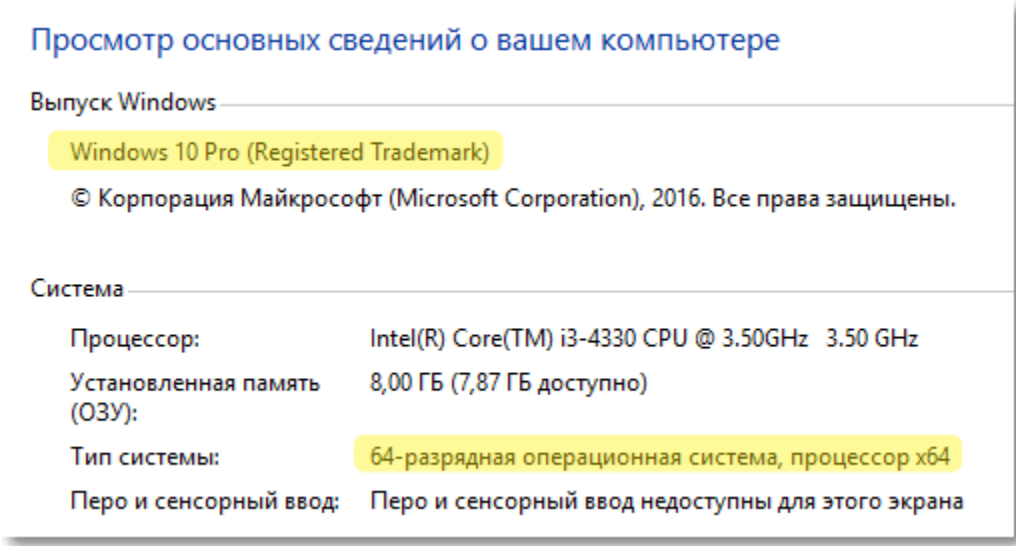 Просмотр основных сведений о вашем компьютере
Выпуск Windows
Windows 10 Pro (Registered Trademark)
© Корпорация Майкрософт (Microsoft Corporation), 2016. Все права защищены.
Система
Процессор: Intel(R) Core(TM) i3-4330 CPU @ 3.50GHz 3.50 GHz
Установленная память 8,00 ГБ (7,87 ГБ доступно)
(ОЗУ):
Тип системы: 64-разрядная операционная система, процессор x64
Перо и сенсорный ввод: Перо и сенсорный ввод недоступны для этого экрана